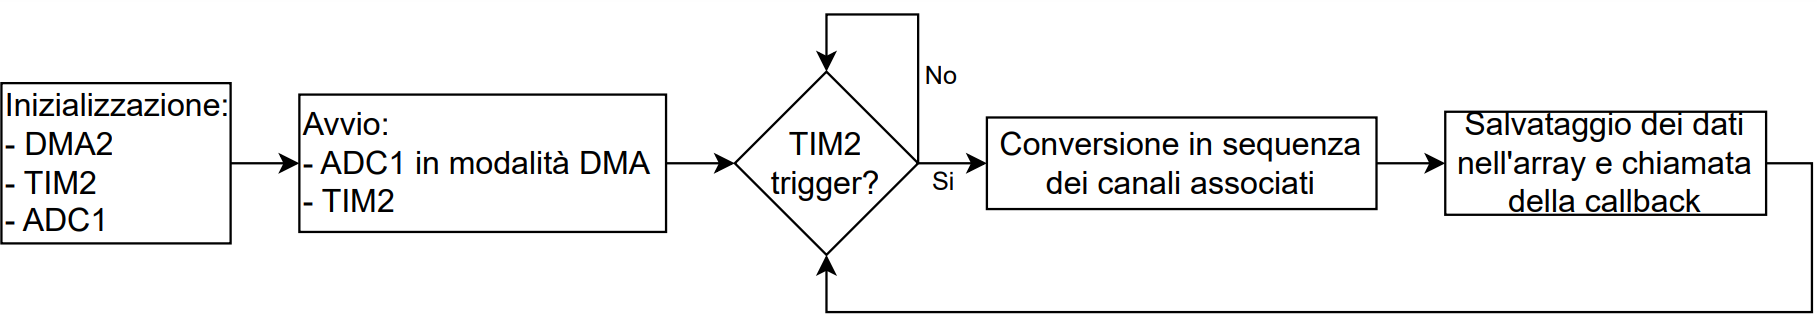 Inizializzazione:
- DMA2
- TIM2
- ADC1
Avvio:
- ADC1 in modalità DMA
- TIM2
TIM2
trigger?
No
Si
Conversione in sequenza
dei canali associati
Salvataggio dei dati
nell'array e chiamata
della callback